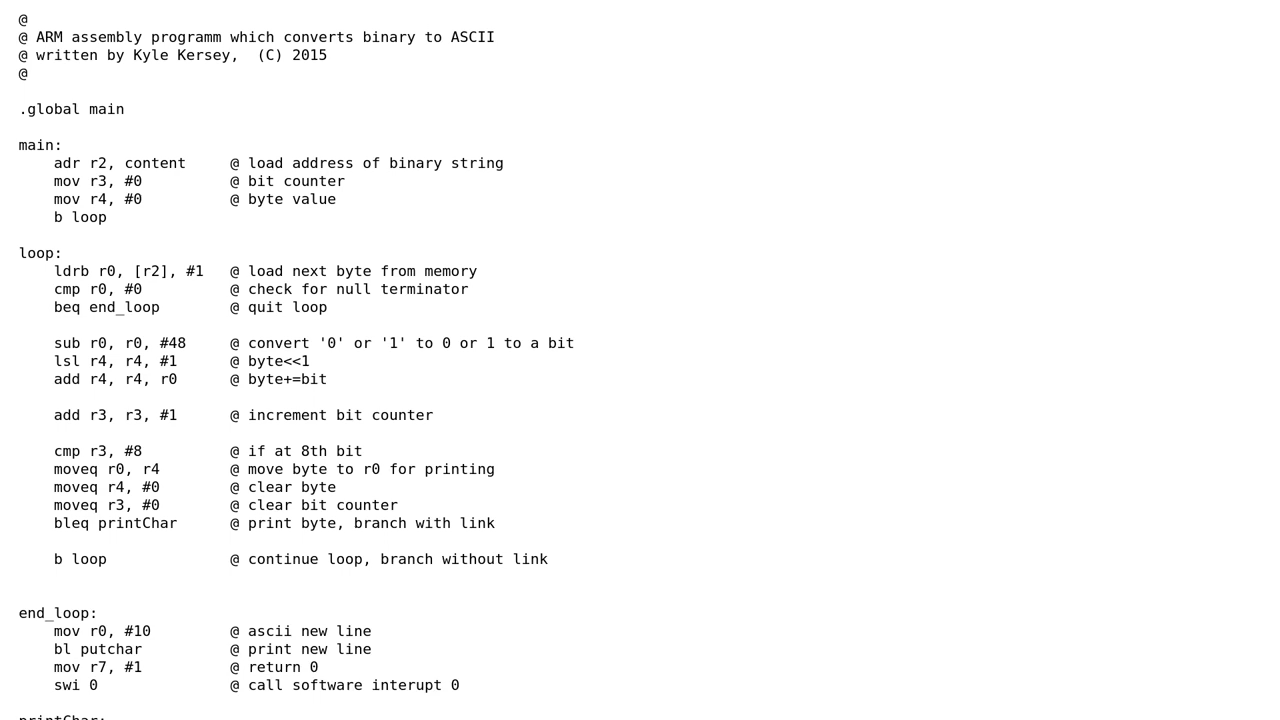 @
@ ARM assembly programm which converts binary to ASCII
@ written by Kyle Kersey,  (C) 2015
@

.global main

main:
    adr r2, content     @ load address of binary string
    mov r3, #0          @ bit counter
    mov r4, #0          @ byte value
    b loop

loop:
    ldrb r0, [r2], #1   @ load next byte from memory
    cmp r0, #0          @ check for null terminator
    beq end_loop        @ quit loop

    sub r0, r0, #48     @ convert '0' or '1' to 0 or 1 to a bit
    lsl r4, r4, #1      @ byte<<1
    add r4, r4, r0      @ byte+=bit

    add r3, r3, #1      @ increment bit counter

    cmp r3, #8          @ if at 8th bit
    moveq r0, r4        @ move byte to r0 for printing
    moveq r4, #0        @ clear byte
    moveq r3, #0        @ clear bit counter
    bleq printChar      @ print byte, branch with link

    b loop              @ continue loop, branch without link


end_loop:
    mov r0, #10         @ ascii new line
    bl putchar          @ print new line
    mov r7, #1          @ return 0
    swi 0               @ call software interupt 0

printChar: